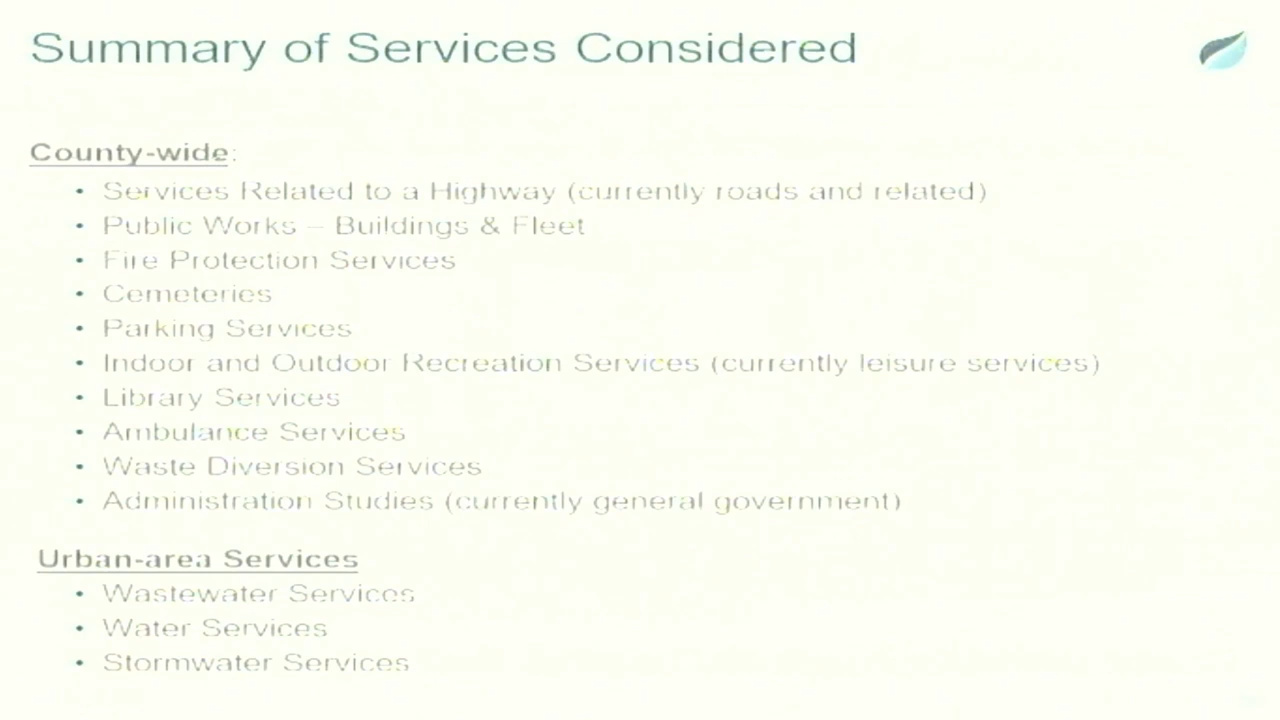 Summary of Services Considered
County-wide:
• Services Related to a Highway (currently roads and related)
• Public Works – Buildings & Fleet
• Fire Protection Services
• Cemeteries
• Parking Services
• Indoor and Outdoor Recreation Services (currently leisure services)
• Library Services
• Ambulance Services
• Waste Diversion Services
• Administration Studies (currently general government)
Urban-area Services
• Wastewater Services
• Water Services
• Stormwater Services